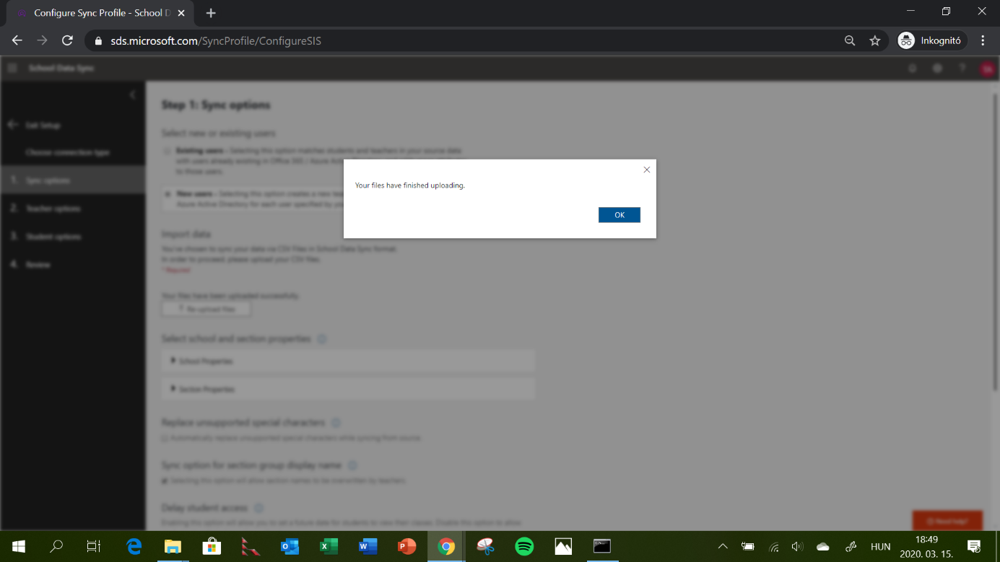 Configure Sync Profile - School D
sds.microsoft.com/SyncProfile/ConfigureSIS
Inkognitó
School Data Sync
Exit Setup
Choose connection type
1. Sync options
2. Teacher options
3. Student options
4. Review
Step 1: Sync options
Select new or existing users
Existing users - Selecting this option matches students and teachers in your source data
with users already existing in Office 365 / Azure Act
to those users.
New users - Selecting this option creates a new tea
Azure Active Directory for each user specified by you
Your files have finished uploading.
OK
Import data
You've chosen to sync your data via CSV Files in School Data Sync format.
In order to proceed, please upload your CSV files.
* Required
Your files have been uploaded successfully.
Re-upload files
Select school and section properties
School Properties
Section Properties
Replace unsupported special characters
Automatically replace unsupported special characters while syncing from source.
Sync option for section group display name
Selecting this option will allow section names to be overwritten by teachers.
Delay student access
Enabling this option will allow you to set a future date for students to view their classes. Disable this option to allow
Need help?
HUN
18:49
2020. 03. 15.